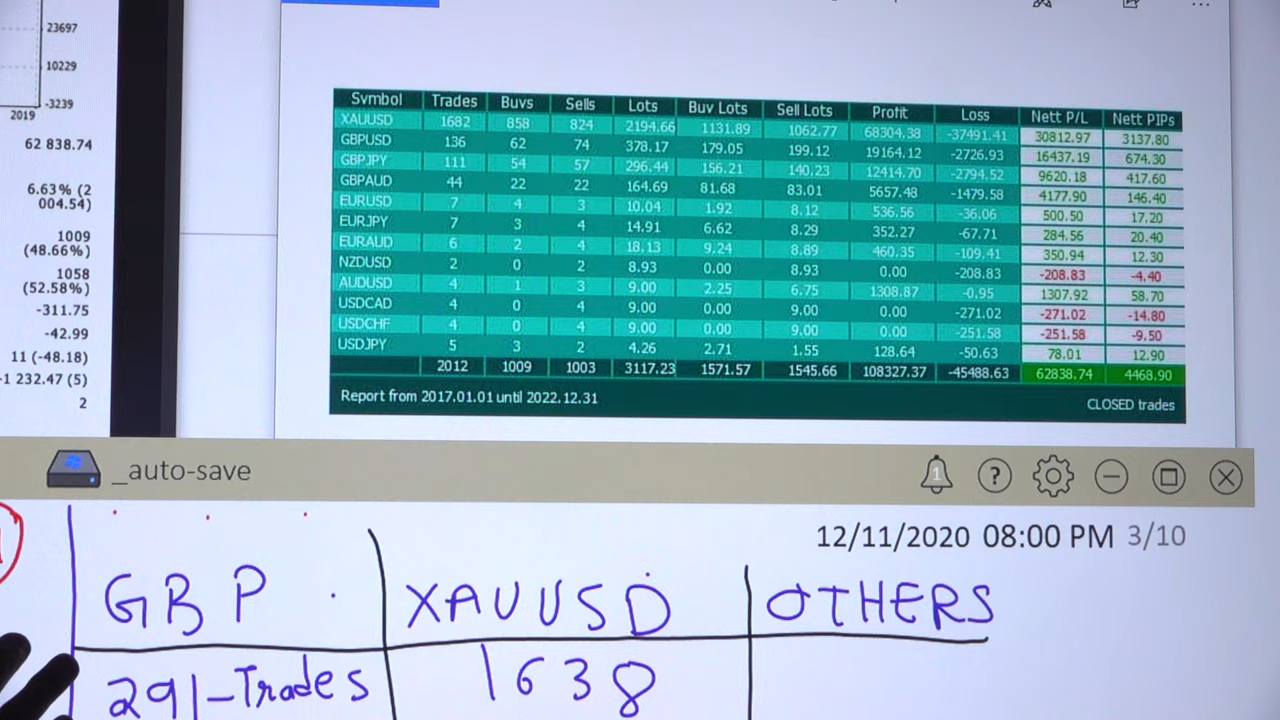 23697
10229
-3239
2019
62 838.74
6.63% (2
004.54)
1009
(48.66%)
1058
(52.58%)
-311.75
-42.99
11 (-48.18)
-1 232.47 (5)
2
Symbol Trades Buys Sells Lots Buy Lots Sell Lots Profit Loss Nett P/L Nett PIPs
XAUUSD 1682 858 824 2194.66 1131.89 1062.77 68304.38 -37491.41 30812.97 3137.80
GBPUSD 136 62 74 378.17 179.05 199.12 19164.12 -2726.93 16437.19 674.30
GBPJPY 111 54 57 296.44 156.21 140.23 12414.70 -2794.52 9620.18 417.60
GBPAUD 44 22 22 164.69 81.68 83.01 5657.48 -1479.58 4177.90 146.40
EURUSD 7 4 3 10.04 1.92 8.12 536.56 -36.06 500.50 17.20
EURJPY 7 3 4 14.91 6.62 8.29 352.27 -67.71 284.56 20.40
EURAUD 6 2 4 18.13 9.24 8.89 460.35 -109.41 350.94 12.30
NZDUSD 2 0 2 8.93 0.00 8.93 0.00 -208.83 -208.83 -4.40
AUDUSD 4 1 3 9.00 2.25 6.75 1308.87 -0.95 1307.92 58.70
USDCAD 4 0 4 9.00 0.00 9.00 0.00 -271.02 -271.02 -14.80
USDCHF 4 0 4 9.00 0.00 9.00 0.00 -251.58 -251.58 -9.50
USDJPY 5 3 2 4.26 2.71 1.55 128.64 -50.63 78.01 12.90
2012 1009 1003 3117.23 1571.57 1545.66 108327.37 -45488.63 62838.74 4468.90
Report from 2017.01.01 until 2022.12.31 CLOSED trades
_auto-save 1 ?
12/11/2020 08:00 PM 3/10
GBP XAUUSD OTHERS
291-Trades 1638